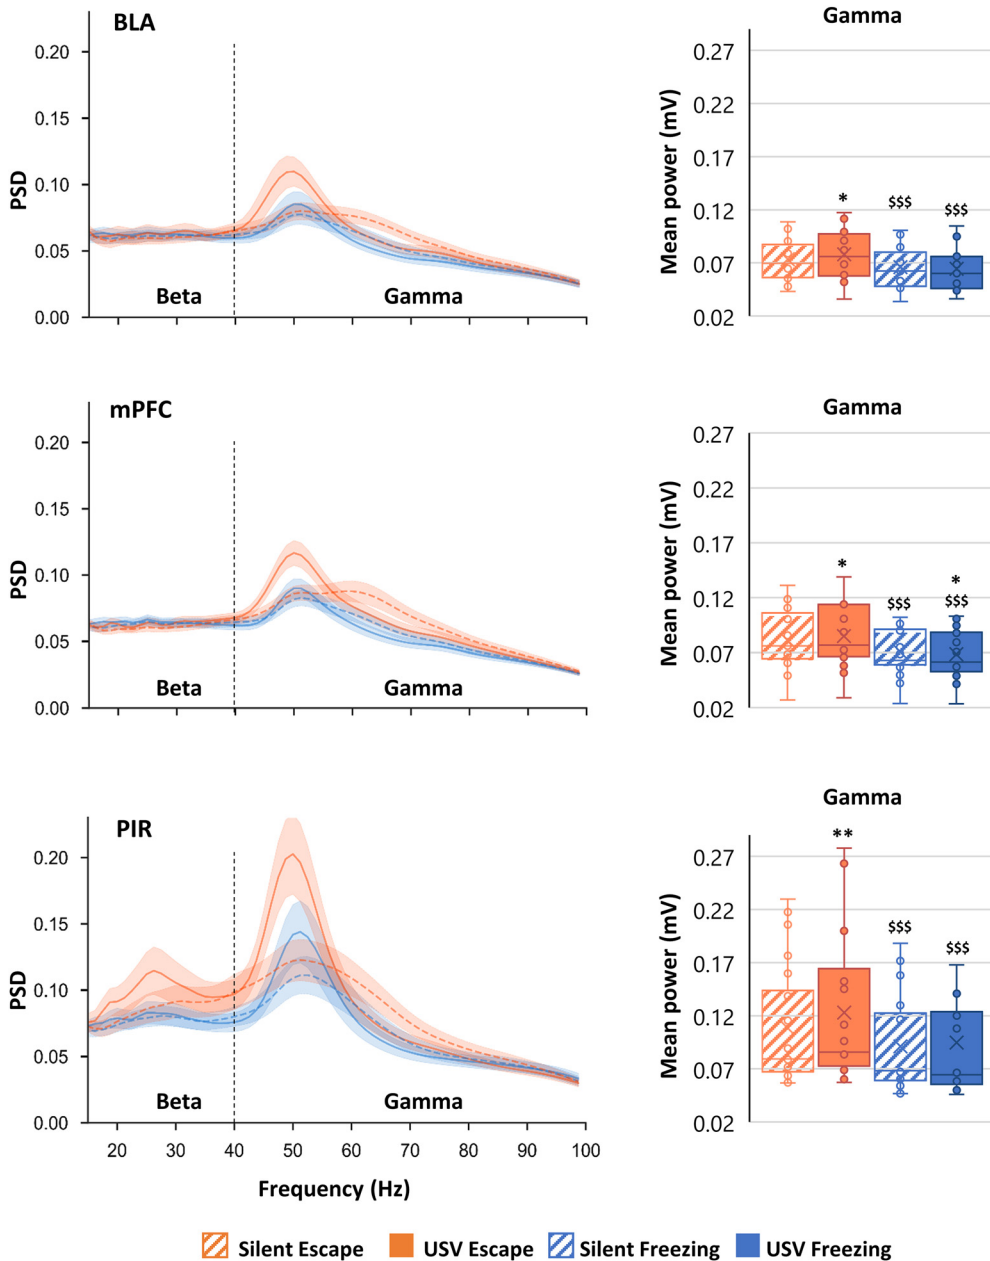 BLA
Gamma
0.20
0.15
0.10
0.05
0.00
PSD
Beta
Gamma
0.27
0.22
0.17
0.12
0.07
0.02
Mean power (mV)
*
$$$
$$$
mPFC
Gamma
0.20
0.15
0.10
0.05
0.00
PSD
Beta
Gamma
0.27
0.22
0.17
0.12
0.07
0.02
Mean power (mV)
*
$$$
*
$$$
PIR
Gamma
0.20
0.15
0.10
0.05
0.00
PSD
Beta
Gamma
20 30 40 50 60 70 80 90 100
Frequency (Hz)
0.27
0.22
0.17
0.12
0.07
0.02
Mean power (mV)
**
$$$
$$$
Silent Escape USV Escape Silent Freezing USV Freezing